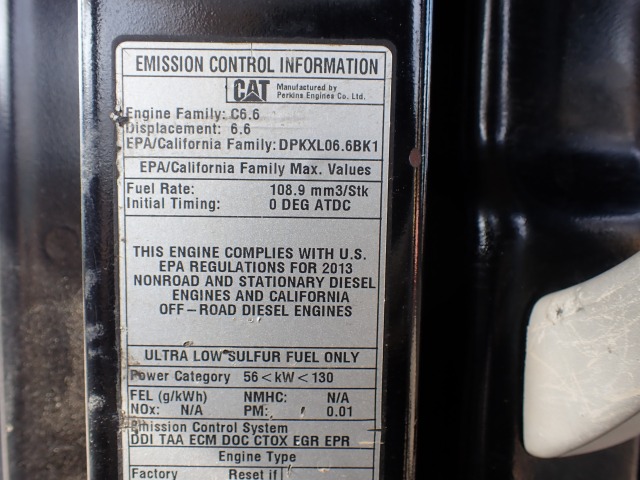 EMISSION CONTROL INFORMATION
CAT Manufactured by
Perkins Engines Co. Ltd.
Engine Family: C6.6
Displacement: 6.6
EPA/California Family: DPKXL06.6BK1
EPA/California Family Max. Values
Fuel Rate: 108.9 mm3/Stk
Initial Timing: 0 DEG ATDC
THIS ENGINE COMPLIES WITH U.S.
EPA REGULATIONS FOR 2013
NONROAD AND STATIONARY DIESEL
ENGINES AND CALIFORNIA
OFF-ROAD DIESEL ENGINES
ULTRA LOW SULFUR FUEL ONLY
Power Category 56<kW<130
FEL (g/kWh) NMHC: N/A
NOx: N/A PM: 0.01
Emission Control System
DDI TAA ECM DOC CTOX EGR EPR
Engine Type
Factory Reset if